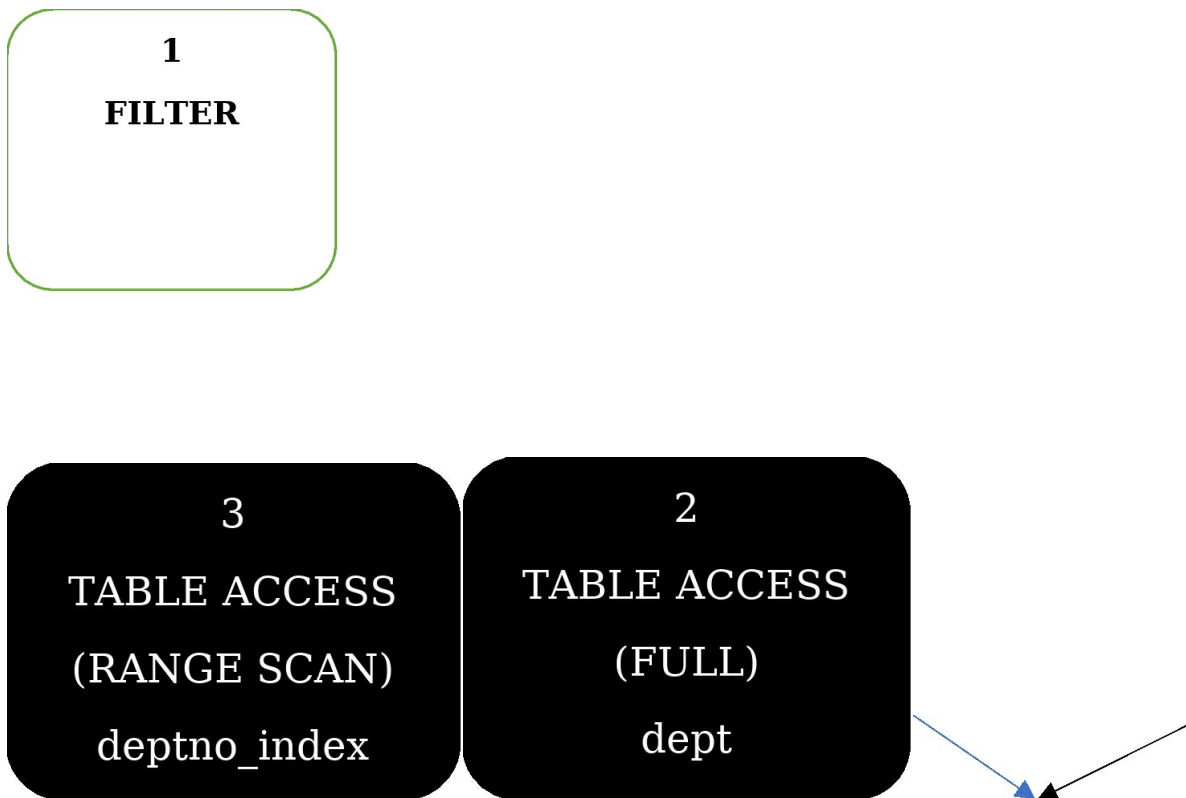 1
FILTER
3
TABLE ACCESS
(RANGE SCAN)
deptno_index
2
TABLE ACCESS
(FULL)
dept